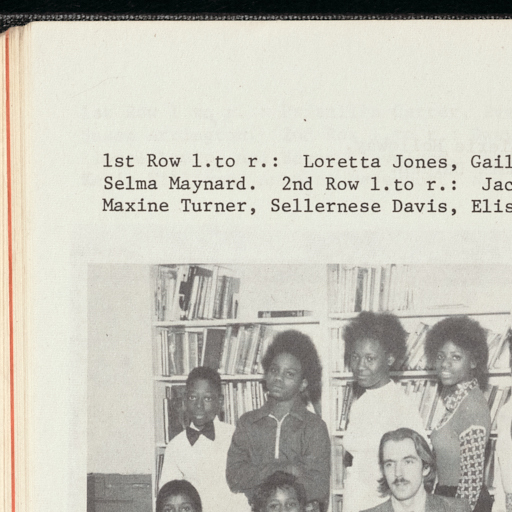 1st Row l.to r.:  Loretta Jones, Gail
Selma Maynard.  2nd Row l.to r.:  Jac
Maxine Turner, Sellernese Davis, Elis